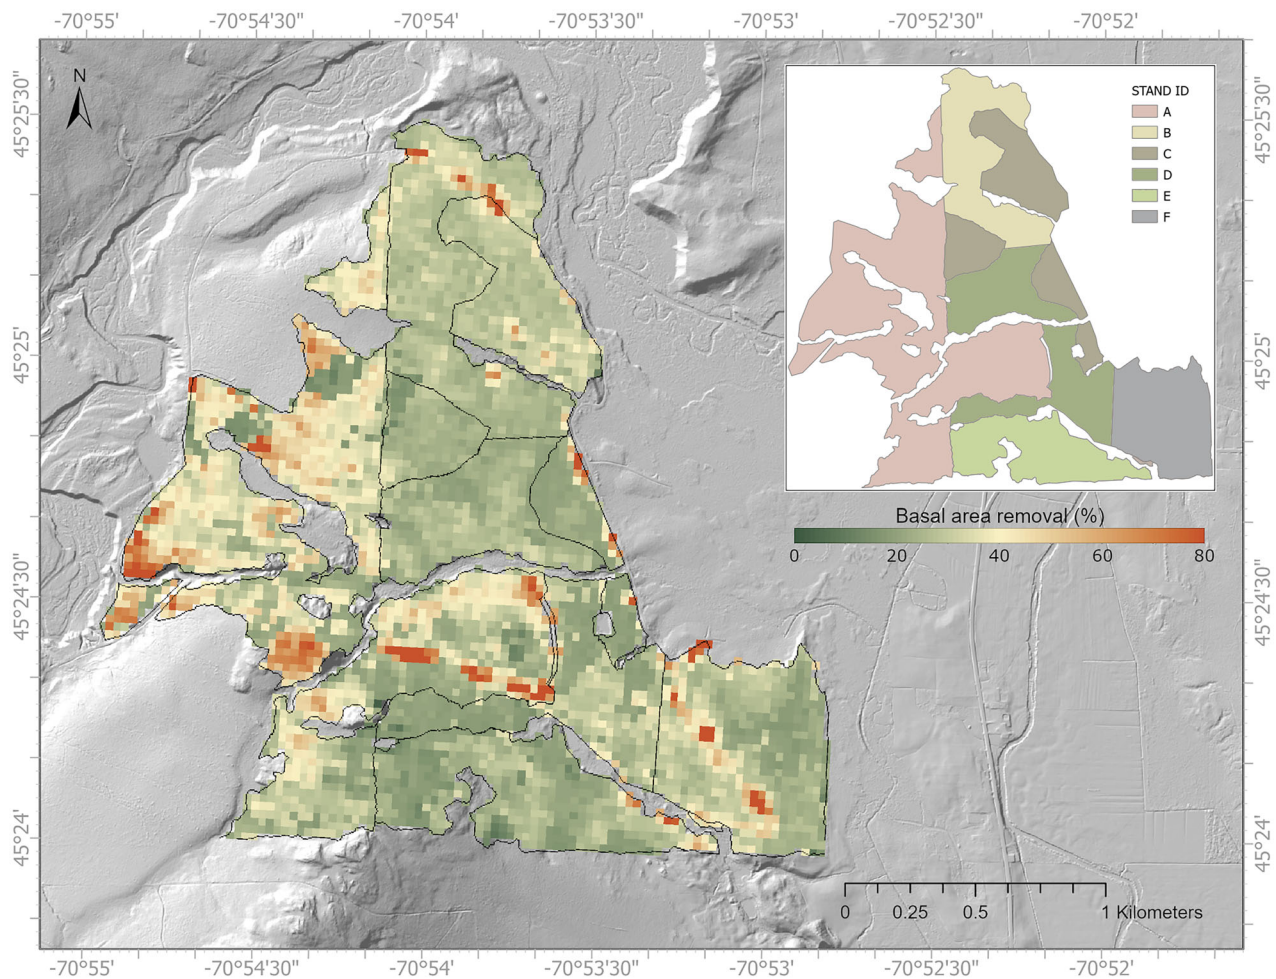 -70°55' -70°54'30" -70°54' -70°53'30" -70°53' -70°52'30" -70°52'
45°25'30" 45°25'30"
N
STAND ID
A
B
C
D
E
F
45°25' 45°25'
Basal area removal (%)
0 20 40 60 80
45°24'30" 45°24'30"
45°24' 45°24'
0 0.25 0.5 1 Kilometers
-70°55' -70°54'30" -70°54' -70°53'30" -70°53' -70°52'30" -70°52'